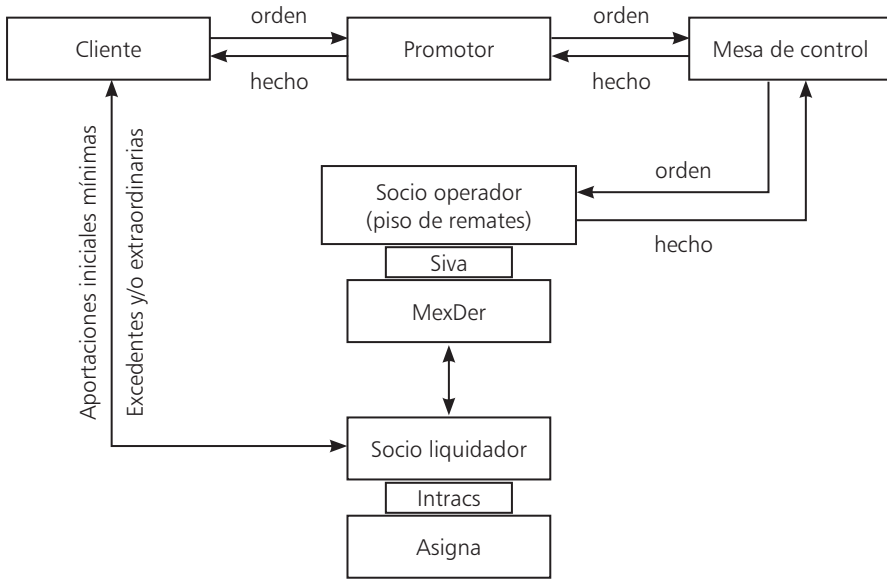 orden
orden
Cliente
Promotor
Mesa de control
hecho
hecho
Aportaciones iniciales mínimas
Excedentes y/o extraordinarias
orden
Socio operador
(piso de remates)
hecho
Siva
MexDer
Socio liquidador
Intracs
Asigna